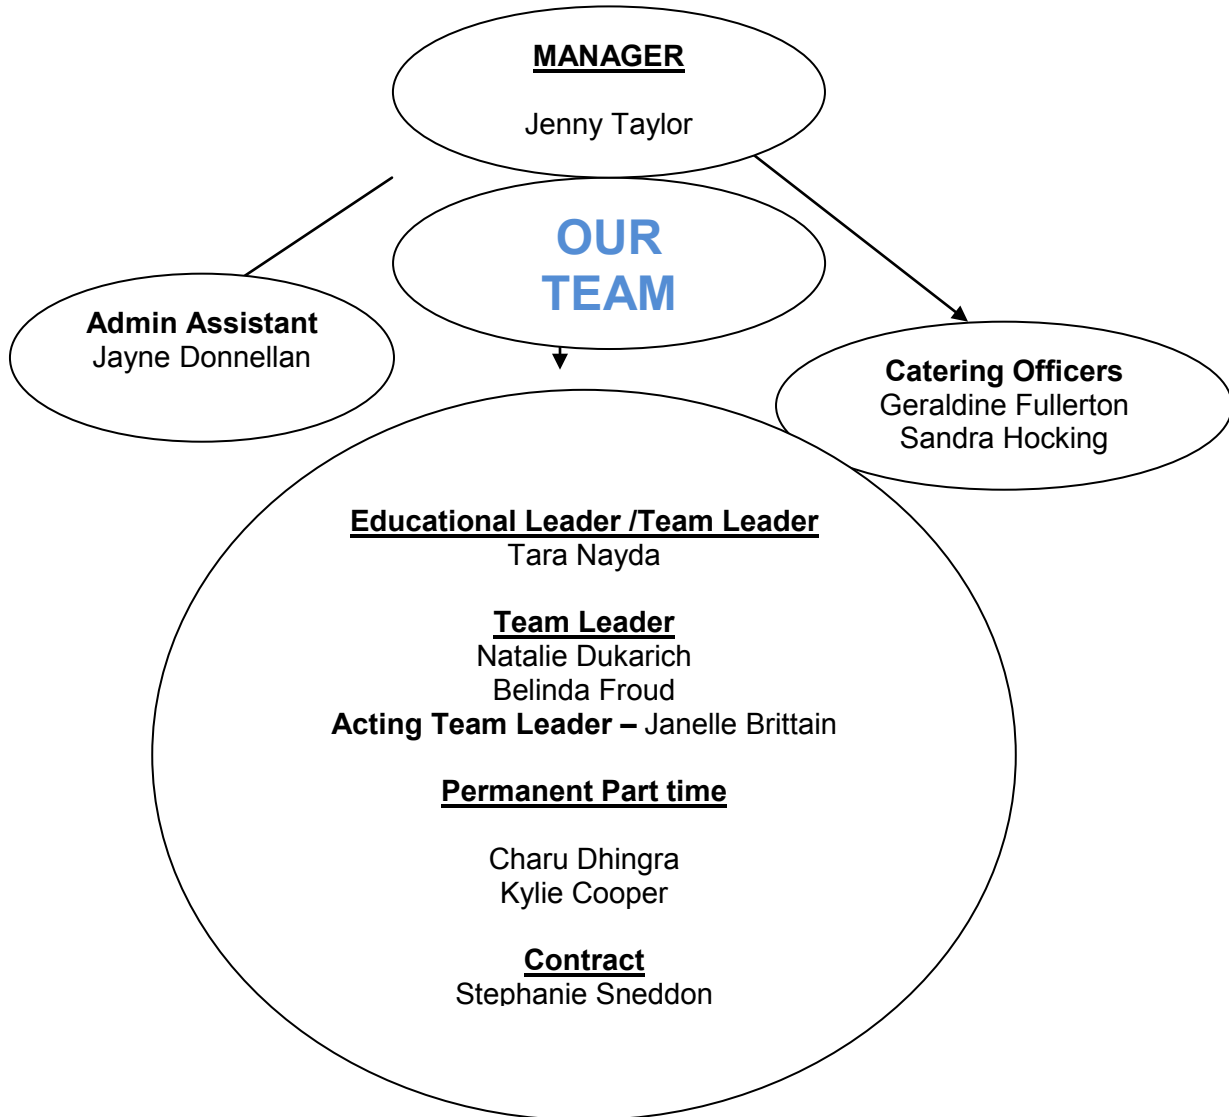 MANAGER
Jenny Taylor
OUR
TEAM
Admin Assistant
Jayne Donnellan
Catering Officers
Geraldine Fullerton
Sandra Hocking
Educational Leader /Team Leader
Tara Nayda
Team Leader
Natalie Dukarich
Belinda Froud
Acting Team Leader – Janelle Brittain
Permanent Part time
Charu Dhingra
Kylie Cooper
Contract
Stephanie Sneddon